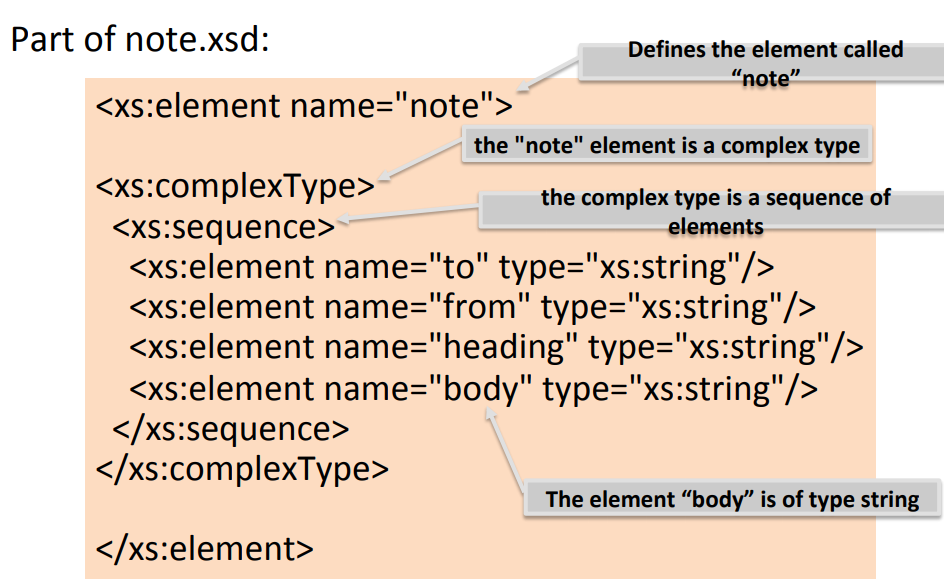 Part of note.xsd:
Defines the element called
“note”
<xs:element name="note">
the "note" element is a complex type
<xs:complexType>
the complex type is a sequence of
elements
<xs:sequence>
<xs:element name="to" type="xs:string"/>
<xs:element name="from" type="xs:string"/>
<xs:element name="heading" type="xs:string"/>
<xs:element name="body" type="xs:string"/>
</xs:sequence>
</xs:complexType>
The element “body” is of type string
</xs:element>